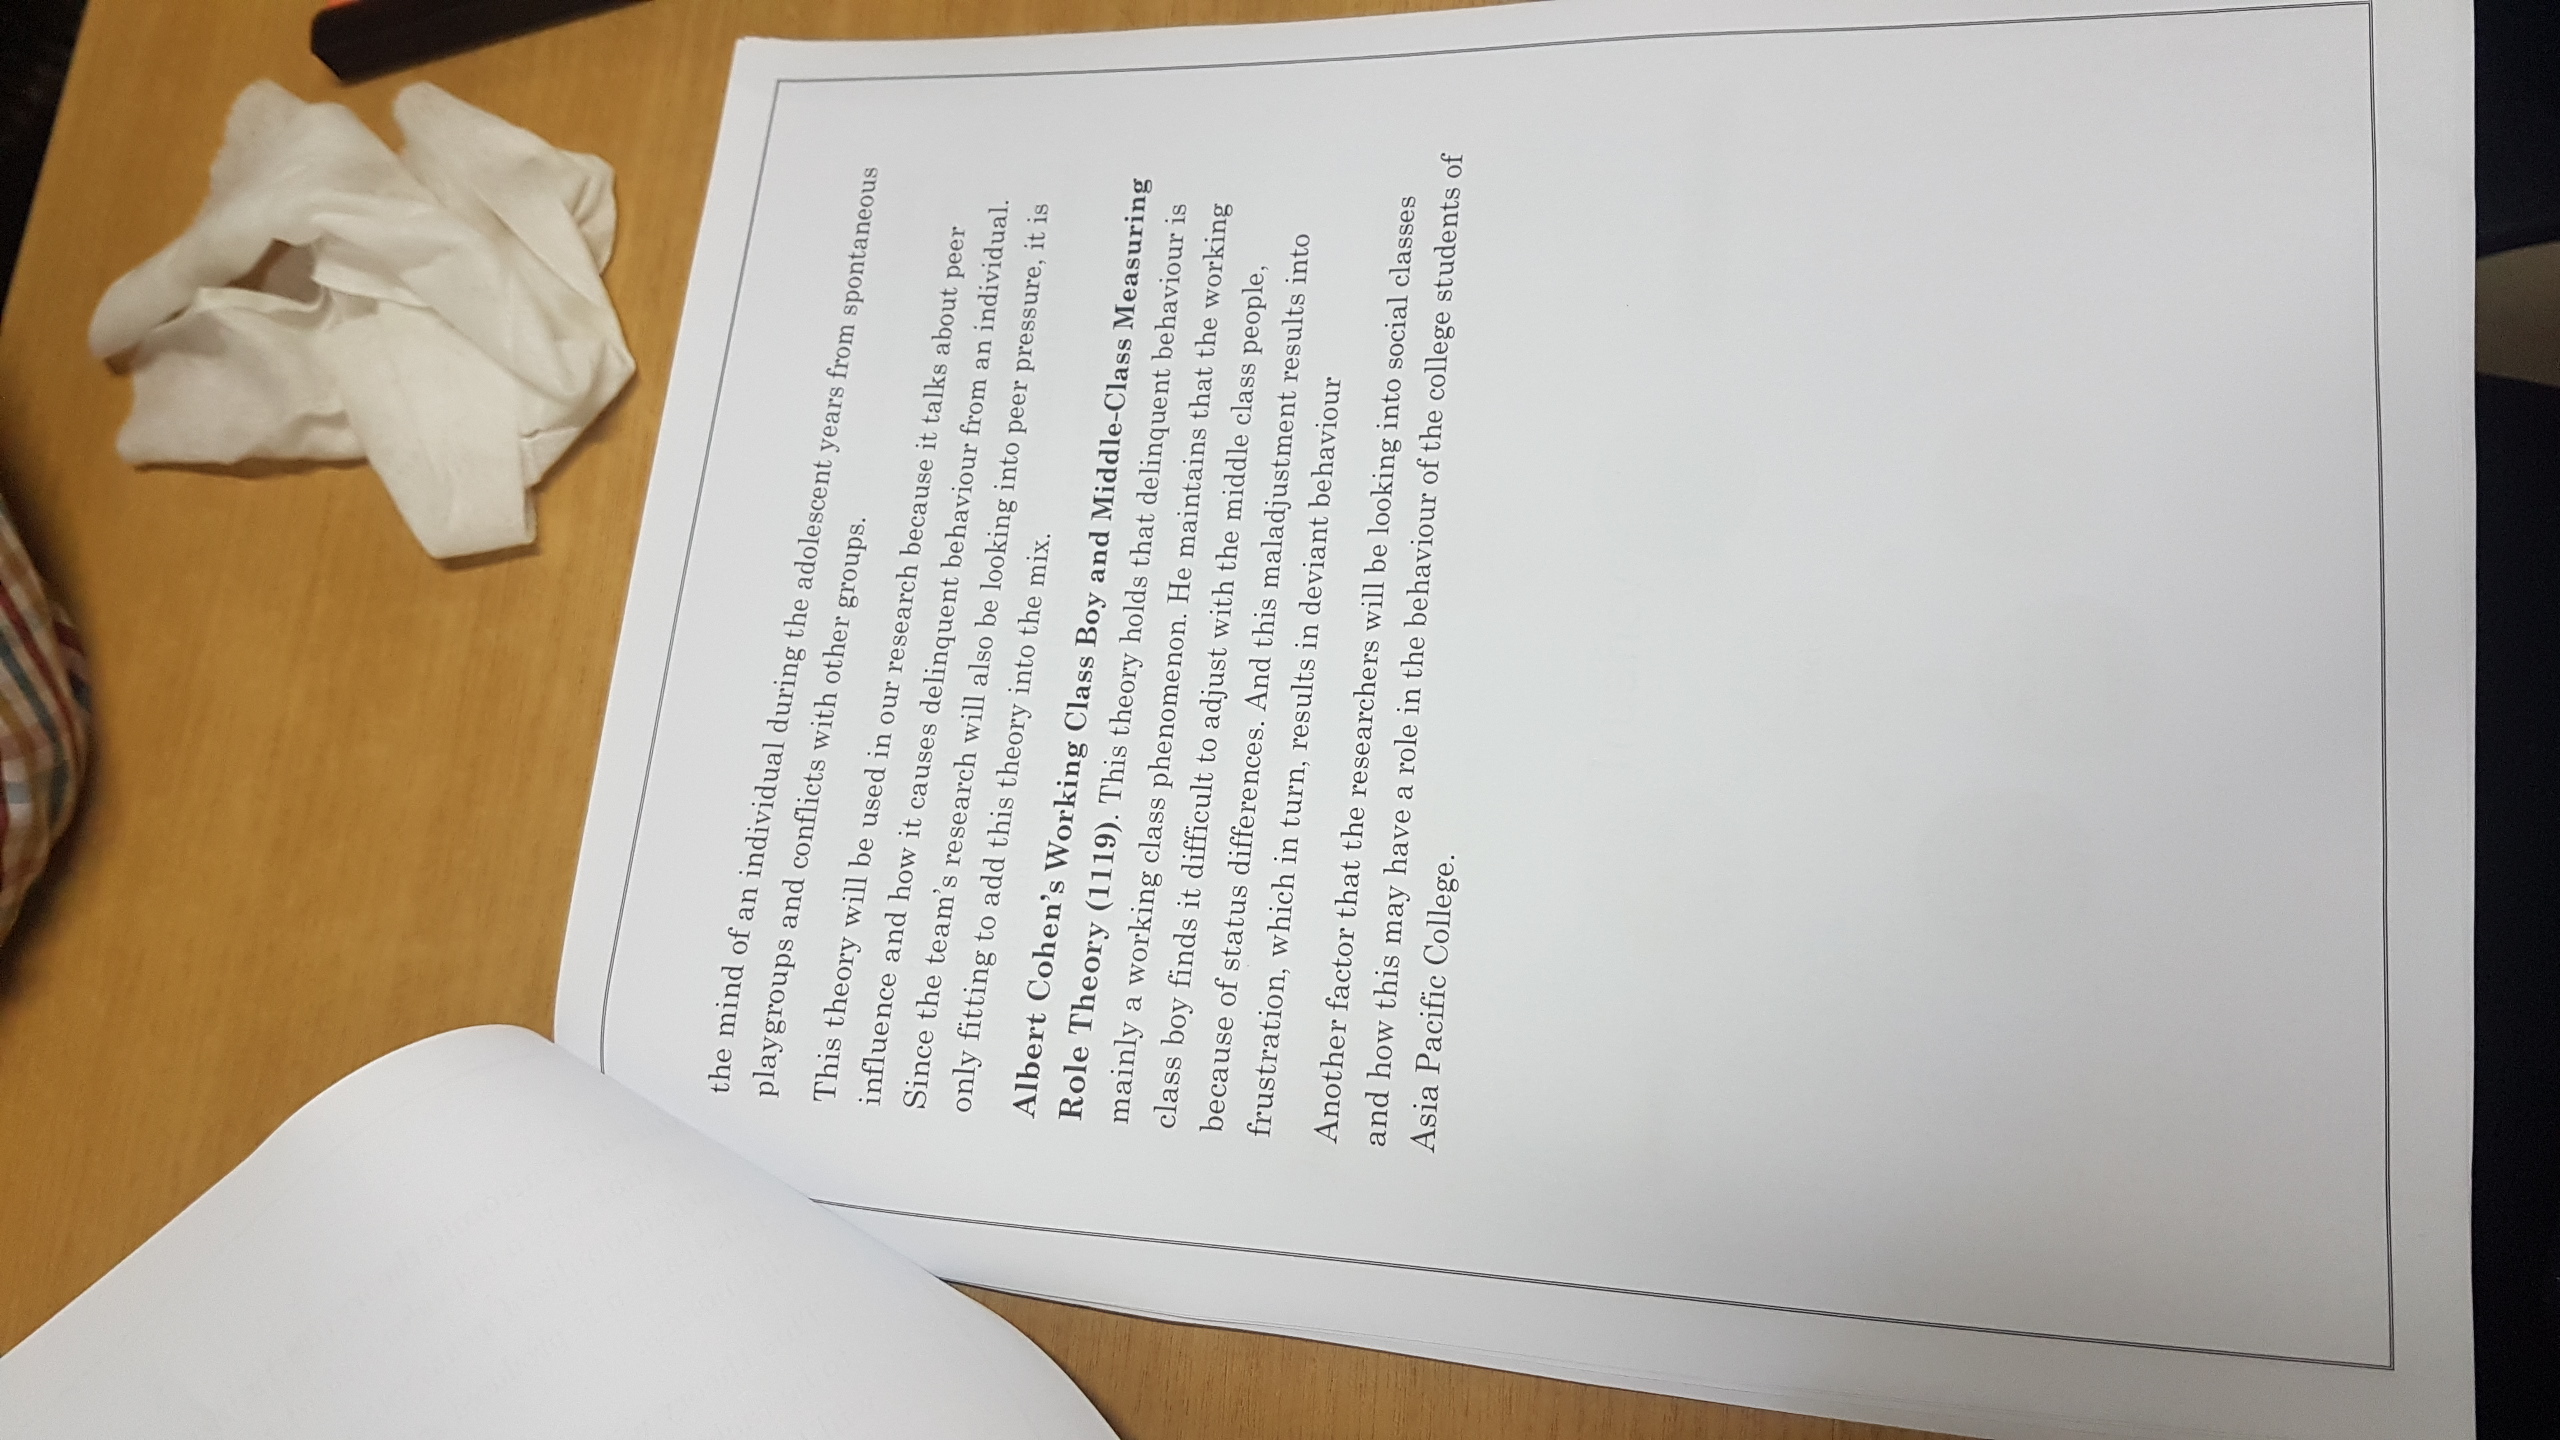 the mind of an individual during the adolescent years from spontaneous
playgroups and conflicts with other groups.
This theory will be used in our research because it talks about peer
influence and how it causes delinquent behaviour from an individual.
Since the team's research will also be looking into peer pressure, it is
only fitting to add this theory into the mix.
Albert Cohen's Working Class Boy and Middle-Class Measuring
Role Theory (1119). This theory holds that delinquent behaviour is
mainly a working class phenomenon. He maintains that the working
class boy finds it difficult to adjust with the middle class people,
because of status differences. And this maladjustment results into
frustration, which in turn, results in deviant behaviour
Another factor that the researchers will be looking into social classes
and how this may have a role in the behaviour of the college students of
Asia Pacific College.